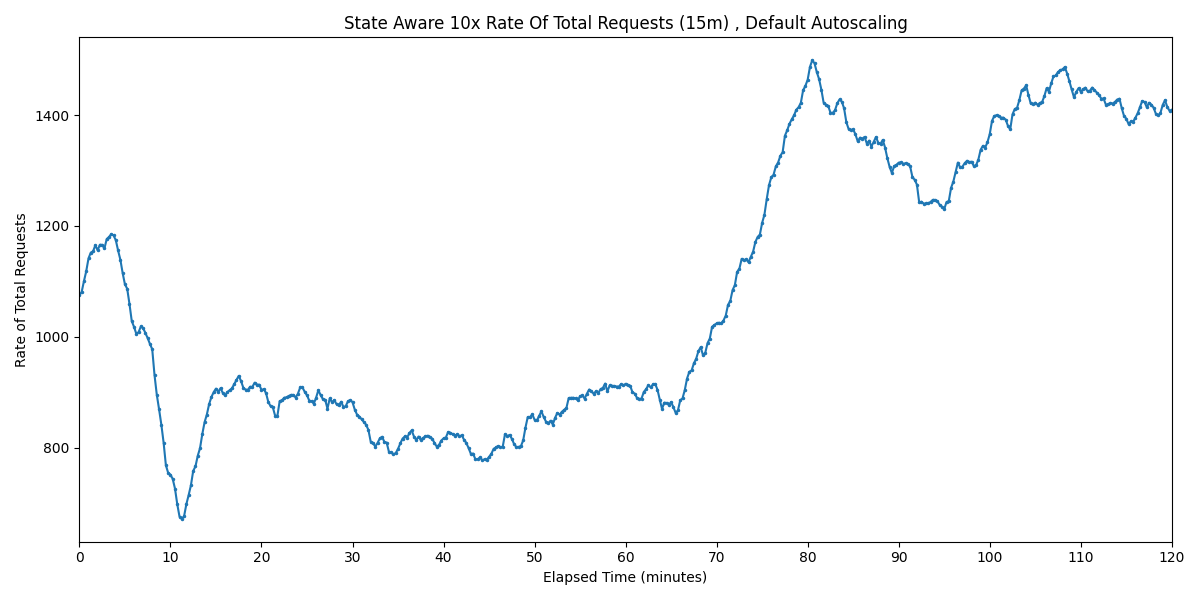 State Aware 10x Rate Of Total Requests (15m) , Default Autoscaling
Rate of Total Requests
1400
1200
1000
800
0 10 20 30 40 50 60 70 80 90 100 110 120
Elapsed Time (minutes)